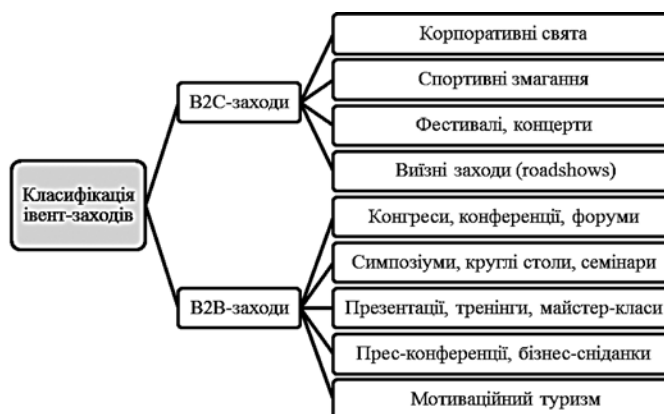 Класифікація
івент-заходів
B2C-заходи
Корпоративні свята
Спортивні змагання
Фестивалі, концерти
Виїзні заходи (roadshows)
B2B-заходи
Конгреси, конференції, форуми
Симпозіуми, круглі столи, семінари
Презентації, тренінги, майстер-класи
Прес-конференції, бізнес-сніданки
Мотиваційний туризм